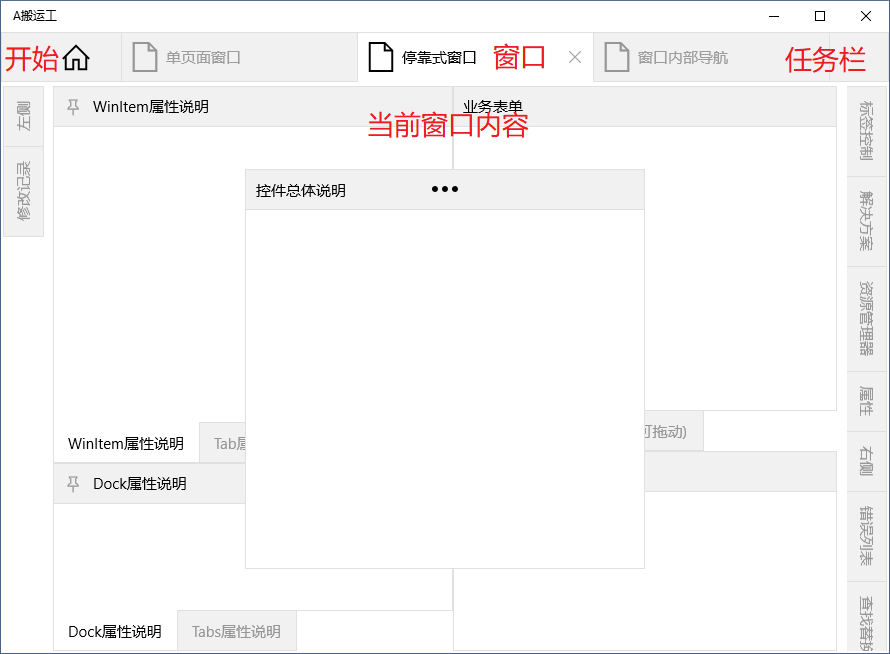 A搬运工
开始
单页面窗口
停靠式窗口
窗口
窗口内部导航
任务栏
左侧
修改记录
WinItem属性说明
业务表单
当前窗口内容
控件总体说明
WinItem属性说明
Tab属
可拖动)
Dock属性说明
Dock属性说明
Tabs属性说明
标签控制
解决方案
资源管理器
属性
右侧
错误列表
查找替换